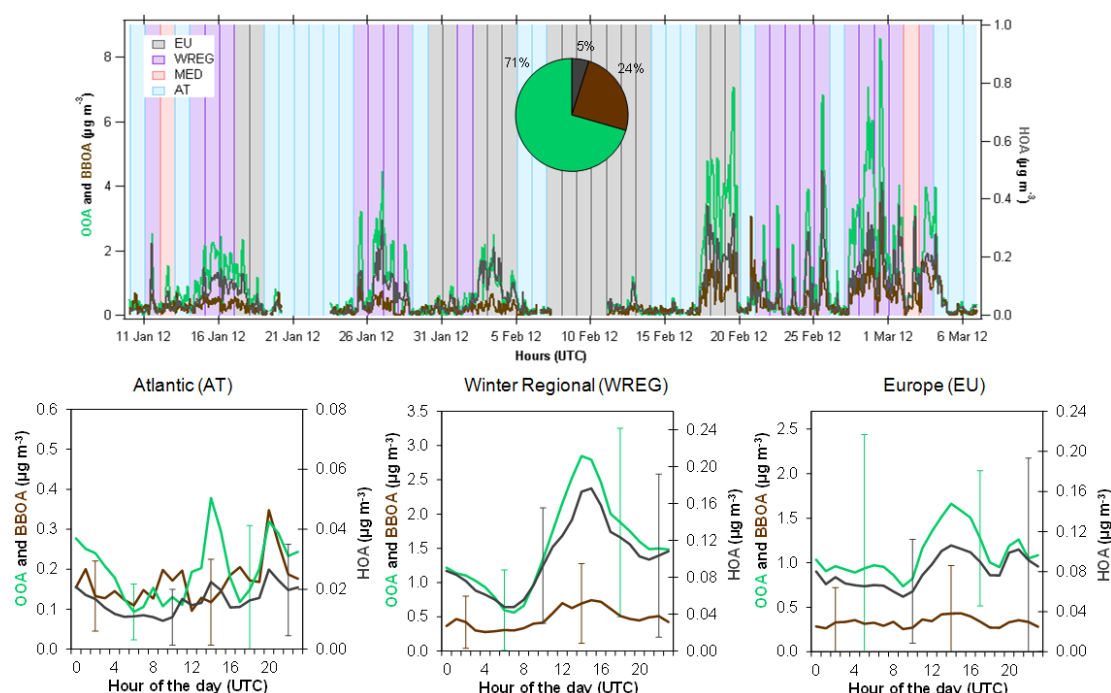 EU
WREG
MED
AT
71%
5%
24%
OOA and BBOA (µg m-3)
8
6
4
2
0
HOA (µg m-3)
1.0
0.8
0.6
0.4
0.2
0.0
11 Jan 12 16 Jan 12 21 Jan 12 26 Jan 12 31 Jan 12 5 Feb 12 10 Feb 12 15 Feb 12 20 Feb 12 25 Feb 12 1 Mar 12 6 Mar 12
Hours (UTC)
Atlantic (AT)
OOA and BBOA (µg m-3)
0.6
0.5
0.4
0.3
0.2
0.1
0.0
HOA (µg m-3)
0.08
0.06
0.04
0.02
0.00
0 4 8 12 16 20
Hour of the day (UTC)
Winter Regional (WREG)
OOA and BBOA (µg m-3)
3.5
3.0
2.5
2.0
1.5
1.0
0.5
0.0
HOA (µg m-3)
0.24
0.20
0.16
0.12
0.08
0.04
0.00
0 4 8 12 16 20
Hour of the day (UTC)
Europe (EU)
OOA and BBOA (µg m-3)
2.5
2.0
1.5
1.0
0.5
0.0
HOA (µg m-3)
0.24
0.20
0.16
0.12
0.08
0.04
0.00
0 4 8 12 16 20
Hour of the day (UTC)